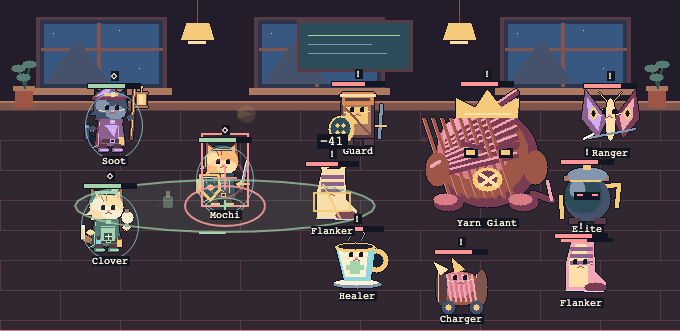 -41
Guard
Ranger
Soot
Mochi
Yarn Giant
Flanker
Elite
Clover
Healer
Flanker
Charger